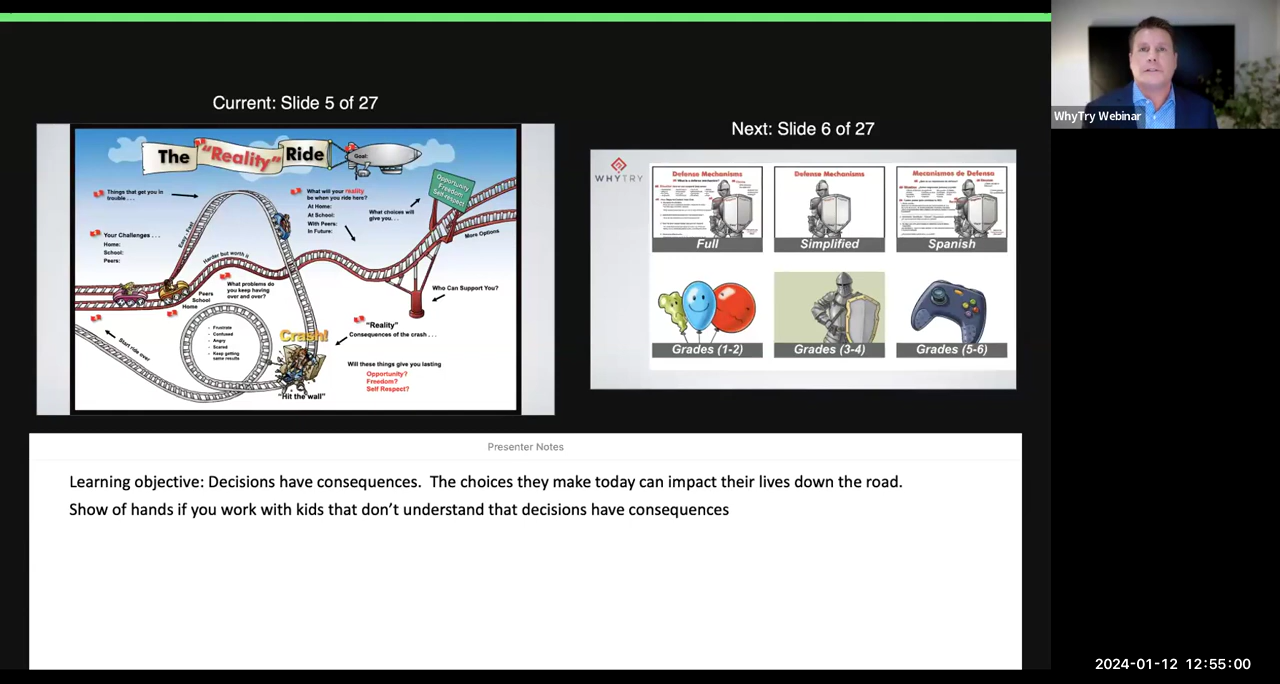 Current: Slide 5 of 27
The "Reality" Ride
Goal:
Things that get you in
trouble . . .
What will your reality
be when you ride here?
At Home:
At School:
With Peers:
In Future:
What choices will
give you. . .
Opportunity
Freedom
Self Respect
More Options
Your Challenges . . .
Home:
School:
Peers:
Harder but worth it
What problems do
you keep having
over and over?
Peers
School
Home
Who Can Support You?
- Frustrate
- Confused
- Angry
- Scared
- Keep getting
same results
Crash!
"Reality"
Consequences of the crash . . .
Start ride over
Will these things give you lasting
Opportunity?
Freedom?
Self Respect?
"Hit the wall"
Next: Slide 6 of 27
WHYTRY
Defense Mechanisms
Defense Mechanisms
Mecanismos de Defensa
Full
Simplified
Spanish
Grades (1-2)
Grades (3-4)
Grades (5-6)
WhyTry Webinar
Presenter Notes
Learning objective: Decisions have consequences.  The choices they make today can impact their lives down the road.
Show of hands if you work with kids that don't understand that decisions have consequences
2024-01-12 12:55:00